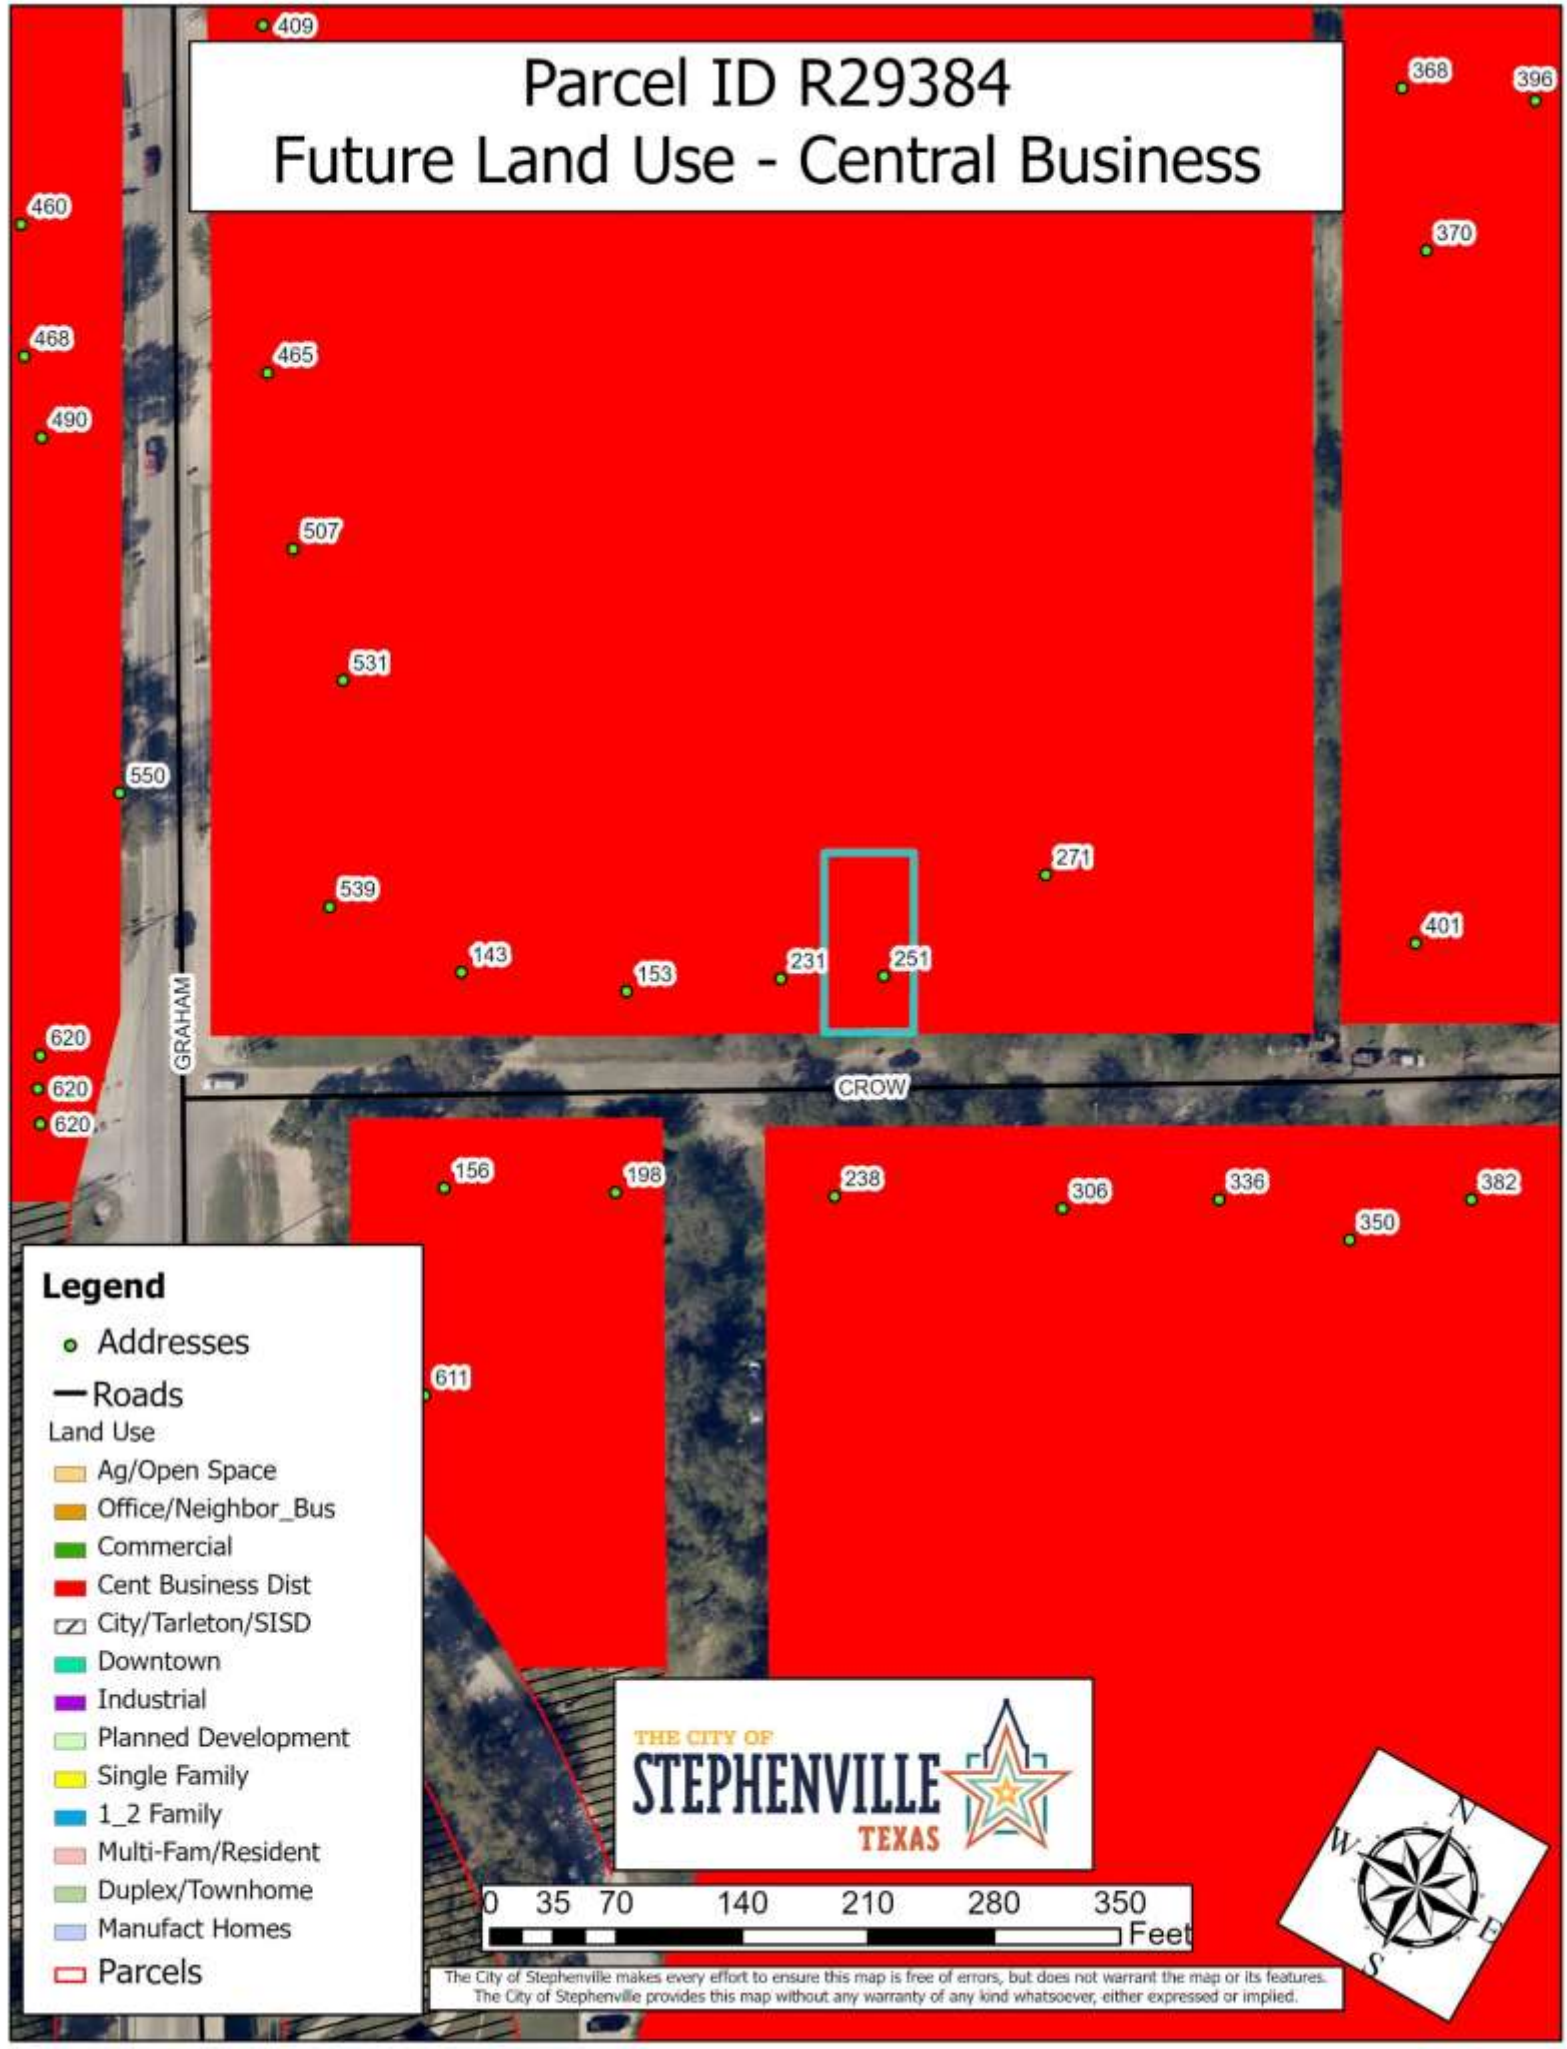 409
Parcel ID R29384
Future Land Use - Central Business
368
396
460
370
468
465
490
507
531
550
271
539
401
143
153
231
251
GRAHAM
620
620
620
CROW
156
198
238
306
336
350
382
611
Legend
Addresses
Roads
Land Use
Ag/Open Space
Office/Neighbor_Bus
Commercial
Cent Business Dist
City/Tarleton/SISD
Downtown
Industrial
Planned Development
Single Family
1_2 Family
Multi-Fam/Resident
Duplex/Townhome
Manufact Homes
Parcels
THE CITY OF
STEPHENVILLE
TEXAS
0 35 70 140 210 280 350
Feet
N
W
E
S
The City of Stephenville makes every effort to ensure this map is free of errors, but does not warrant the map or its features.
The City of Stephenville provides this map without any warranty of any kind whatsoever, either expressed or implied.